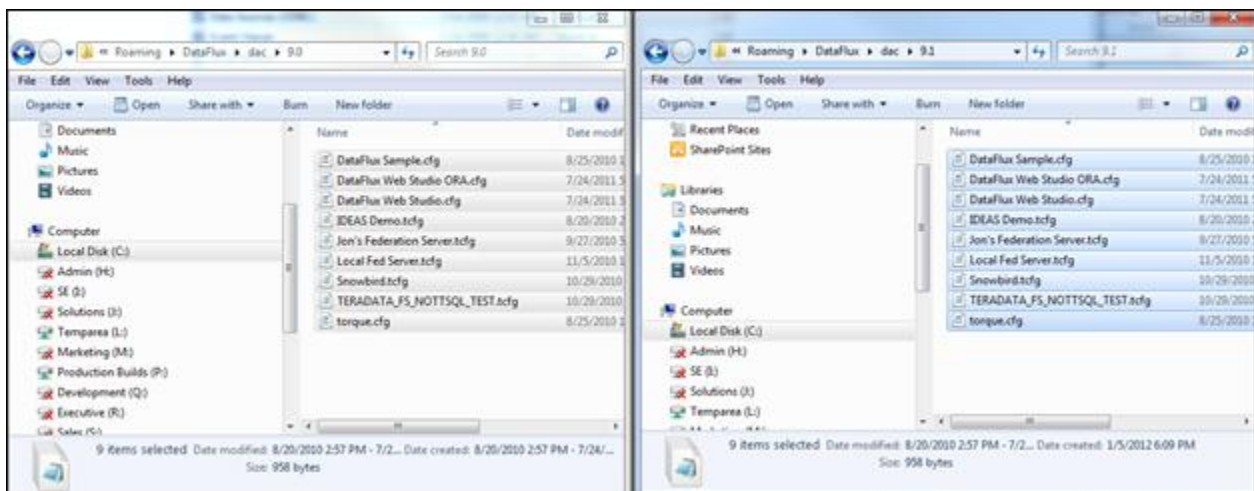 Roaming ▸ DataFlux ▸ dac ▸ 9.0
Search 9.0
File Edit View Tools Help
Organize Open Share with Burn New folder
Documents
Music
Pictures
Videos
Computer
Local Disk (C:)
Admin (H:)
SE (I:)
Solutions (J:)
Temparea (L:)
Marketing (M:)
Production Builds (P:)
Development (Q:)
Executive (R:)
Sales (S:)
Name Date modif
DataFlux Sample.cfg 8/25/2010 1
DataFlux Web Studio ORA.cfg 7/24/2011 5
DataFlux Web Studio.cfg 7/24/2011
IDEAS Demo.tcfg 8/20/2010 2
Jon's Federation Server.tcfg 9/27/2010 5
Local Fed Server.tcfg 11/5/2010 1
Snowbird.tcfg 10/29/2010
TERADATA_FS_NOTTSQL_TEST.tcfg 10/29/2010
torque.cfg 8/25/2010 1
9 items selected Date modified: 8/20/2010 2:57 PM - 7/2... Date created: 8/20/2010 2:57 PM - 7/24/...
Size: 958 bytes
Roaming ▸ DataFlux ▸ dac ▸ 9.1
Search 9.1
File Edit View Tools Help
Organize Open Share with Burn New folder
Recent Places
SharePoint Sites
Libraries
Documents
Music
Pictures
Videos
Computer
Local Disk (C:)
Admin (H:)
SE (I:)
Solutions (J:)
Temparea (L:)
Name Date modi
DataFlux Sample.cfg 8/25/2010
DataFlux Web Studio ORA.cfg 7/24/2011
DataFlux Web Studio.cfg 7/24/2011
IDEAS Demo.tcfg 8/20/2010
Jon's Federation Server.tcfg 9/27/2010
Local Fed Server.tcfg 11/5/2010
Snowbird.tcfg 10/29/2010
TERADATA_FS_NOTTSQL_TEST.tcfg 10/29/2010
torque.cfg 8/25/2010
9 items selected Date modified: 8/20/2010 2:57 PM - 7/2... Date created: 1/5/2012 6:09 PM
Size: 958 bytes